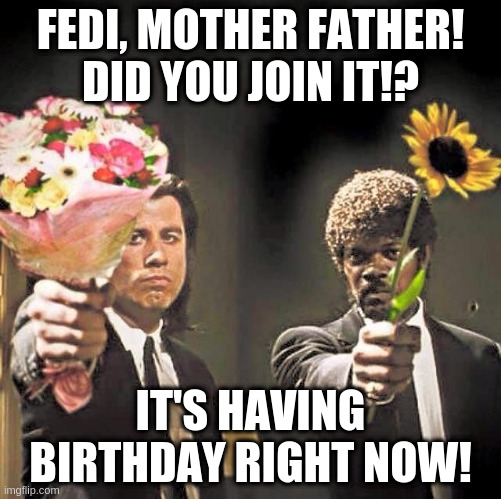 FEDI, MOTHER FATHER!
DID YOU JOIN IT!?
IT'S HAVING
BIRTHDAY RIGHT NOW!
imgflip.com